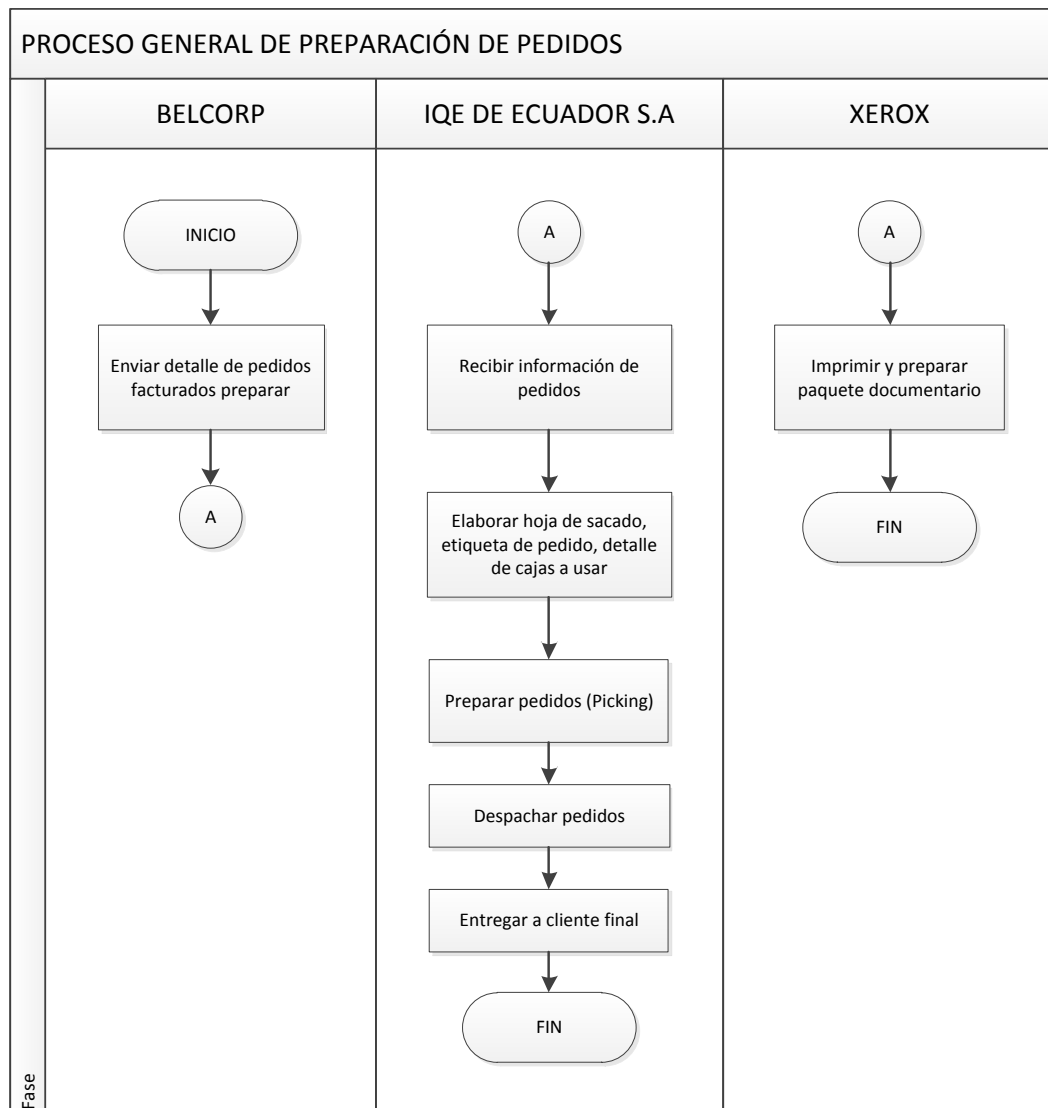 PROCESO GENERAL DE PREPARACIÓN DE PEDIDOS
BELCORP
IQE DE ECUADOR S.A
XEROX
INICIO
Enviar detalle de pedidos
facturados preparar
A
A
Recibir información de
pedidos
Elaborar hoja de sacado,
etiqueta de pedido, detalle
de cajas a usar
Preparar pedidos (Picking)
Despachar pedidos
Entregar a cliente final
FIN
A
Imprimir y preparar
paquete documentario
FIN
Fase